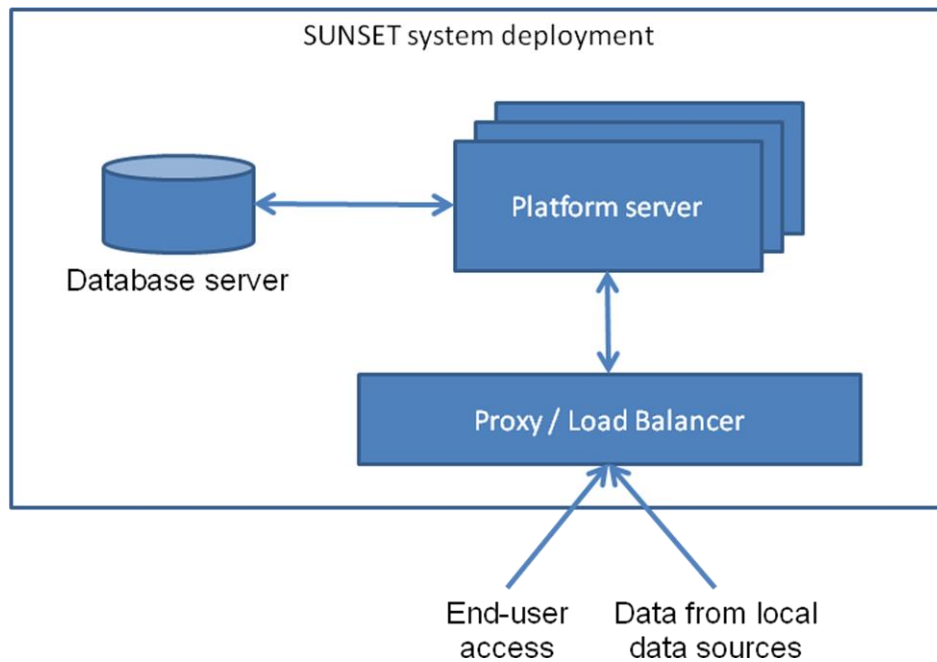 SUNSET system deployment
Platform server
Database server
Proxy / Load Balancer
End-user
access
Data from local
data sources